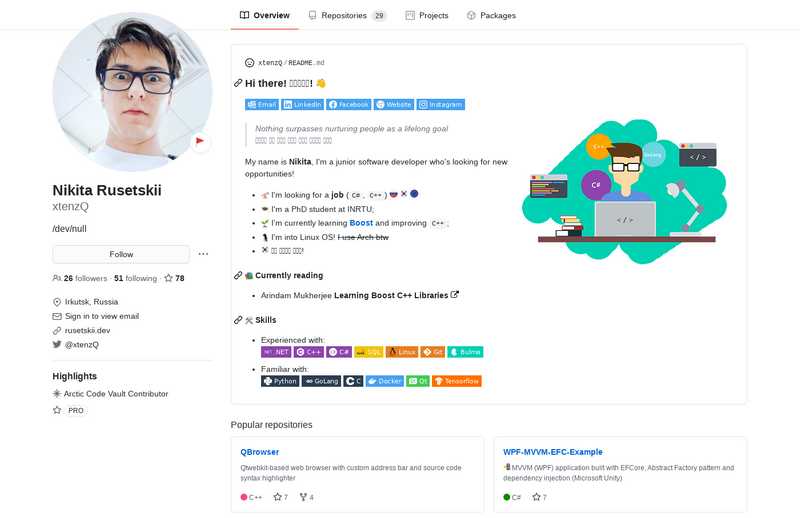 Overview
Repositories 29
Projects
Packages
Nikita Rusetskii
xtenzQ
/dev/null
Follow
26 followers · 51 following · 78
Irkutsk, Russia
Sign in to view email
rusetskii.dev
@xtenzQ
Highlights
Arctic Code Vault Contributor
PRO
xtenzQ/README.md
Hi there!
Email
LinkedIn
Facebook
Website
Instagram
Nothing surpasses nurturing people as a lifelong goal
My name is Nikita, I'm a junior software developer who's looking for new
opportunities!
I'm looking for a job ( C# , C++ )
I'm a PhD student at INRTU;
I'm currently learning Boost and improving C++ ;
I'm into Linux OS! I use Arch btw
C++
GoLang
C#
< / >
< / >
Currently reading
Arindam Mukherjee Learning Boost C++ Libraries
Skills
Experienced with:
.NET C++ C# SQL Linux Git Bulma
Familiar with:
Python GoLang C Docker Qt Tensorflow
Popular repositories
QBrowser
Qtwebkit-based web browser with custom address bar and source code
syntax highlighter
C++ 7 4
WPF-MVVM-EFC-Example
MVVM (WPF) application built with EFCore, Abstract Factory pattern and
dependency injection (Microsoft Unity)
C# 7